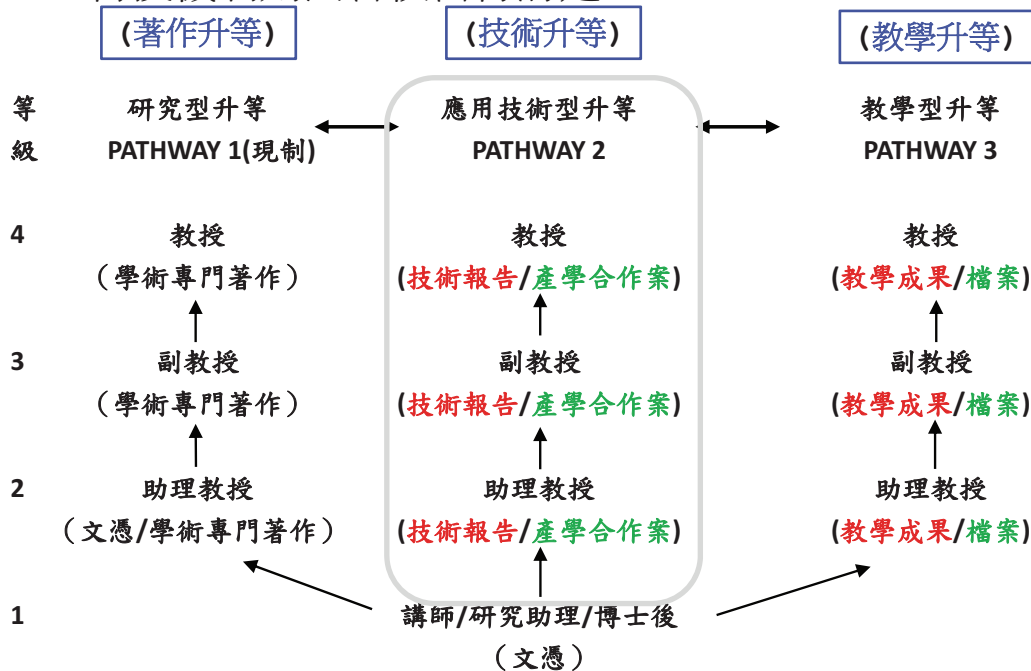 (著作升等) (技術升等) (教學升等)
等 研究型升等 應用技術型升等 教學型升等
級 PATHWAY 1(現制) PATHWAY 2 PATHWAY 3
4 教授 教授 教授
(學術專門著作) (技術報告/產學合作案) (教學成果/檔案)
3 副教授 副教授 副教授
(學術專門著作) (技術報告/產學合作案) (教學成果/檔案)
2 助理教授 助理教授 助理教授
(文憑/學術專門著作) (技術報告/產學合作案) (教學成果/檔案)
1 講師/研究助理/博士後
(文憑)